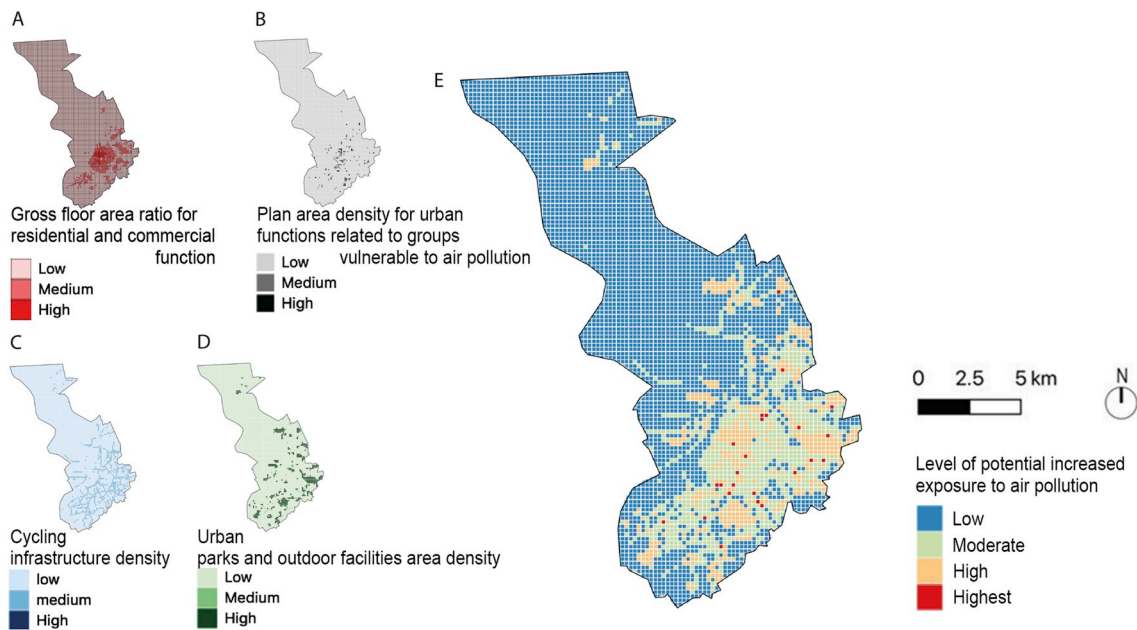 A
Gross floor area ratio for
residential and commercial
function
Low
Medium
High
B
Plan area density for urban
functions related to groups
vulnerable to air pollution
Low
Medium
High
C
Cycling
infrastructure density
low
medium
High
D
Urban
parks and outdoor facilities area density
Low
Medium
High
E
0 2.5 5 km
N
Level of potential increased
exposure to air pollution
Low
Moderate
High
Highest